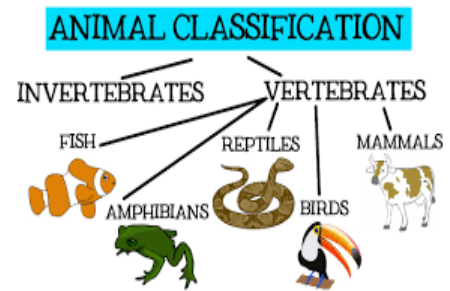 ANIMAL CLASSIFICATION
INVERTEBRATES
VERTEBRATES
FISH
REPTILES
MAMMALS
AMPHIBIANS
BIRDS